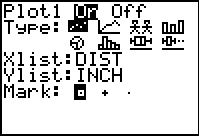 Plot1 On Off
Type:
Xlist:DIST
Ylist:INCH
Mark: ▫ + ·